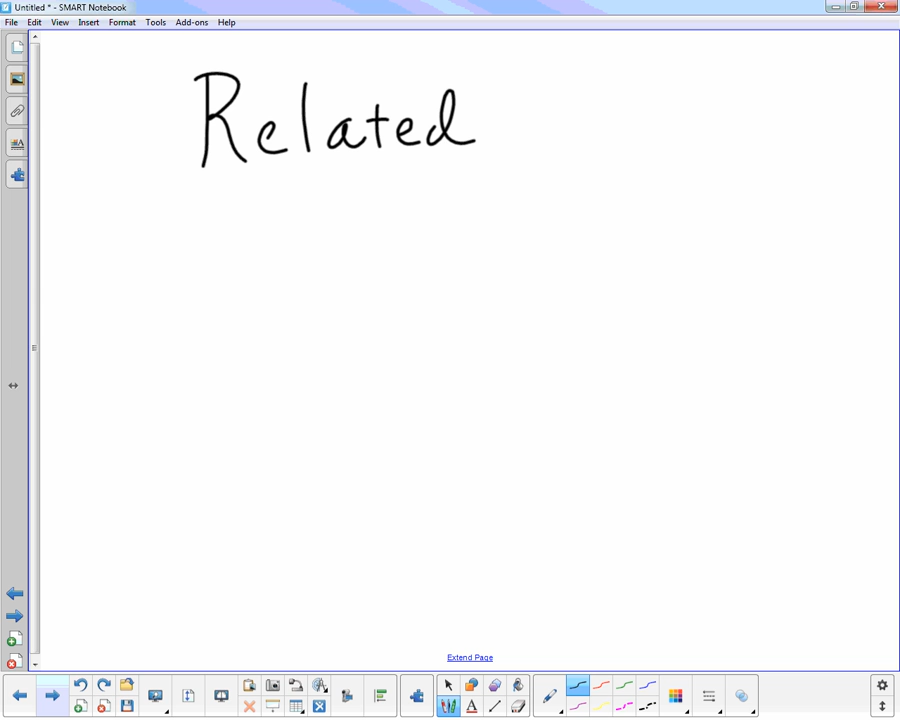 Untitled * - SMART Notebook
File Edit View Insert Format Tools Add-ons Help
Related
Extend Page